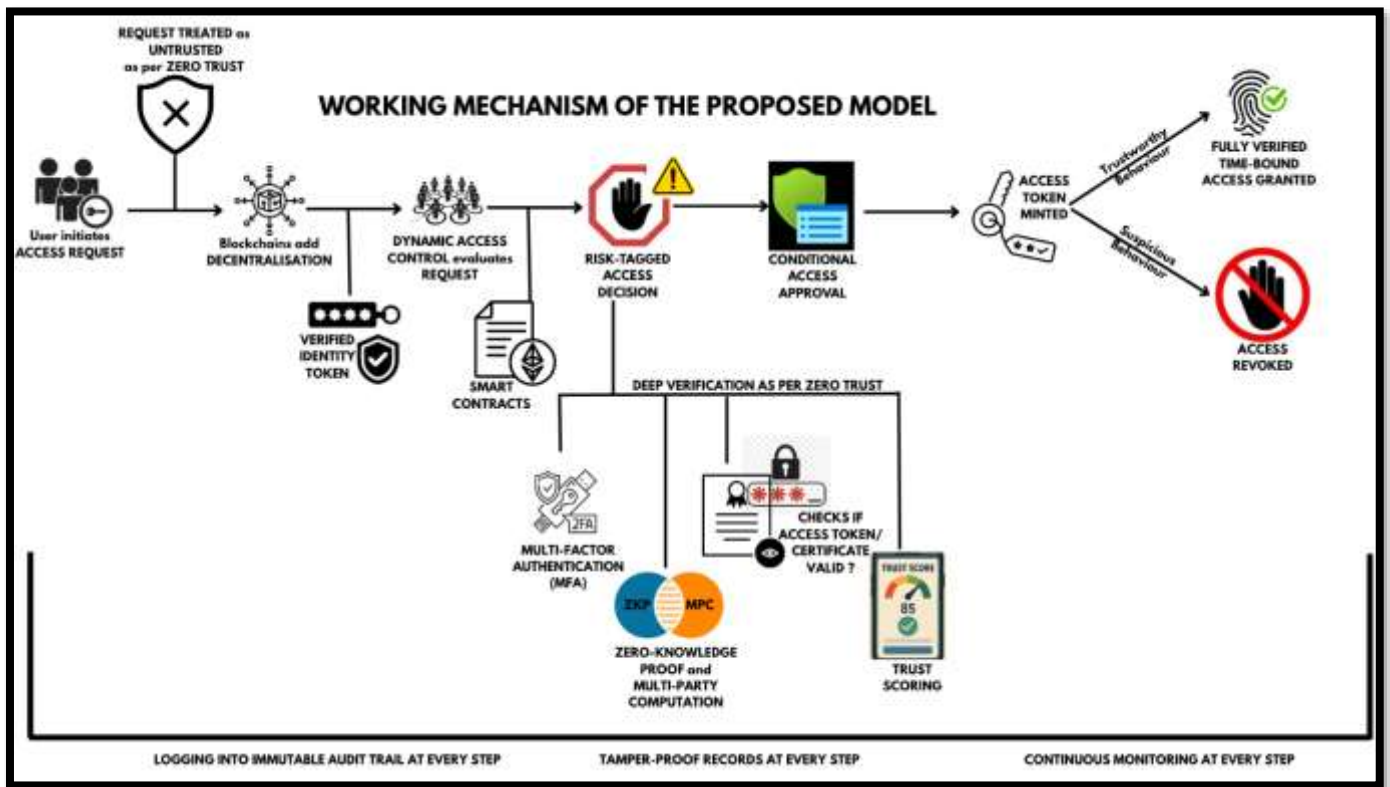 REQUEST TREATED as
UNTRUSTED
as per ZERO TRUST
WORKING MECHANISM OF THE PROPOSED MODEL
User initiates
ACCESS REQUEST
Blockchains add
DECENTRALISATION
VERIFIED
IDENTITY
TOKEN
DYNAMIC ACCESS
CONTROL evaluates
REQUEST
SMART
CONTRACTS
RISK-TAGGED
ACCESS
DECISION
CONDITIONAL
ACCESS
APPROVAL
ACCESS
TOKEN
MINTED
Trustworthy
Behaviour
FULLY VERIFIED
TIME-BOUND
ACCESS GRANTED
Suspicious
Behaviour
ACCESS
REVOKED
DEEP VERIFICATION AS PER ZERO TRUST
2FA
MULTI-FACTOR
AUTHENTICATION
(MFA)
ZKP
MPC
ZERO-KNOWLEDGE
PROOF and
MULTI-PARTY
COMPUTATION
CHECKS IF
ACCESS TOKEN/
CERTIFICATE
VALID ?
TRUST SCORE
85
TRUST
SCORING
LOGGING INTO IMMUTABLE AUDIT TRAIL AT EVERY STEP
TAMPER-PROOF RECORDS AT EVERY STEP
CONTINUOUS MONITORING AT EVERY STEP